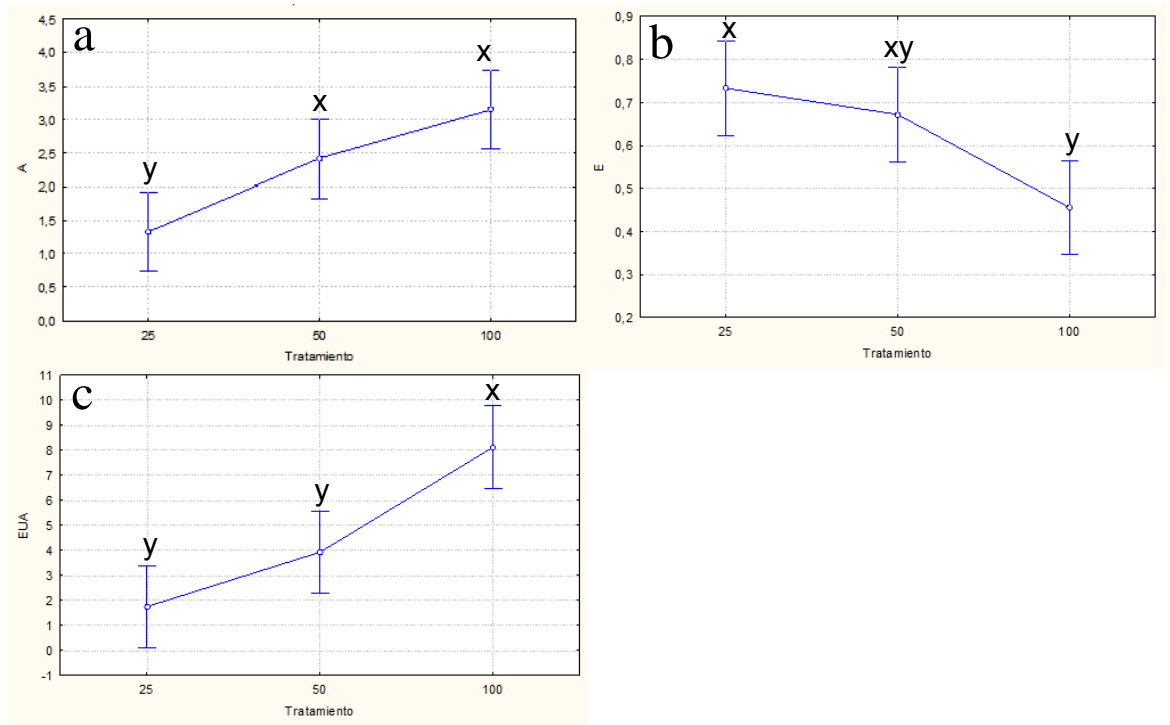 a
4,5
4,0
3,5
3,0
2,5
2,0
1,5
1,0
0,5
0,0
A
y
x
x
25 50 100
Tratamiento
b
0,9
0,8
0,7
0,6
0,5
0,4
0,3
0,2
E
x
xy
y
25 50 100
Tratamiento
c
11
10
9
8
7
6
5
4
3
2
1
0
-1
EUA
y
y
x
25 50 100
Tratamiento